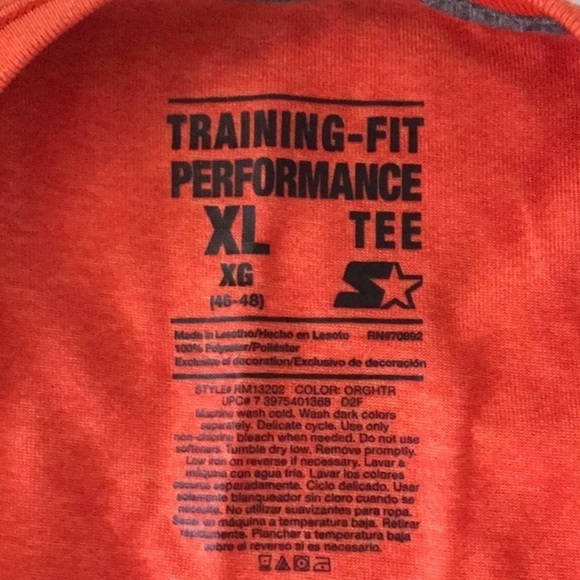 TRAINING-FIT
PERFORMANCE
XL TEE
XG
(46-48)
Made in Lesotho/Hecho en Lesoto RN#70992
100% Polyester/Poliéster
Exclusive of decoration/Exclusivo de decoración
STYLE# RM13202 COLOR: ORGHTR
UPC# 7 3975401368 D2F
Machine wash cold. Wash dark colors
separately. Delicate cycle. Use only
non-chlorine bleach when needed. Do not use
softeners. Tumble dry low. Remove promptly.
Low iron on reverse if necessary. Lavar a
máquina con agua fría. Lavar los colores
oscuros separadamente. Ciclo delicado. Usar
solamente blanqueador sin cloro cuando se
necesite. No utilizar suavizantes para ropa.
Secar en máquina a temperatura baja. Retirar
rápidamente. Planchar a temperatura baja
sobre el reverso si es necesario.